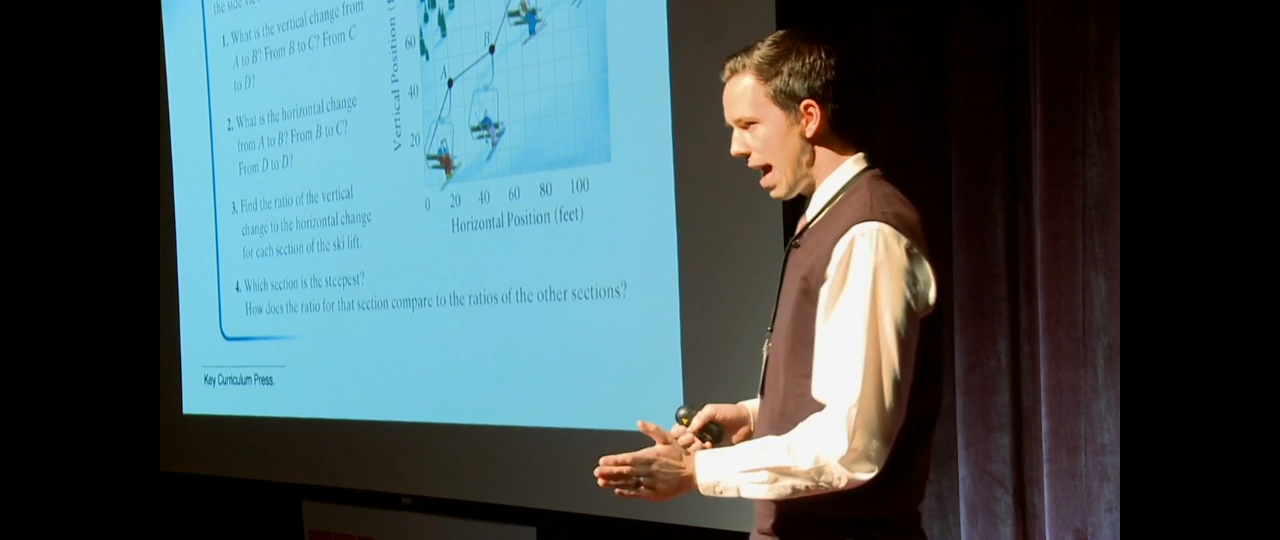 the side view
1. What is the vertical change from
A to B? From B to C? From C
to D?
2. What is the horizontal change
from A to B? From B to C?
From D to D?
3. Find the ratio of the vertical
change to the horizontal change
for each section of the ski lift.
4. Which section is the steepest?
How does the ratio for that section compare to the ratios of the other sections?
Key Curriculum Press.
Vertical Position
60
40
20
B
A
0 20 40 60 80 100
Horizontal Position (feet)